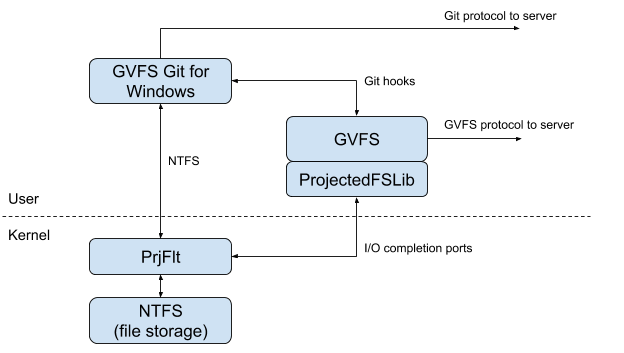 Git protocol to server
GVFS Git for
Windows
Git hooks
GVFS
GVFS protocol to server
NTFS
ProjectedFSLib
User
Kernel
PrjFlt
I/O completion ports
NTFS
(file storage)